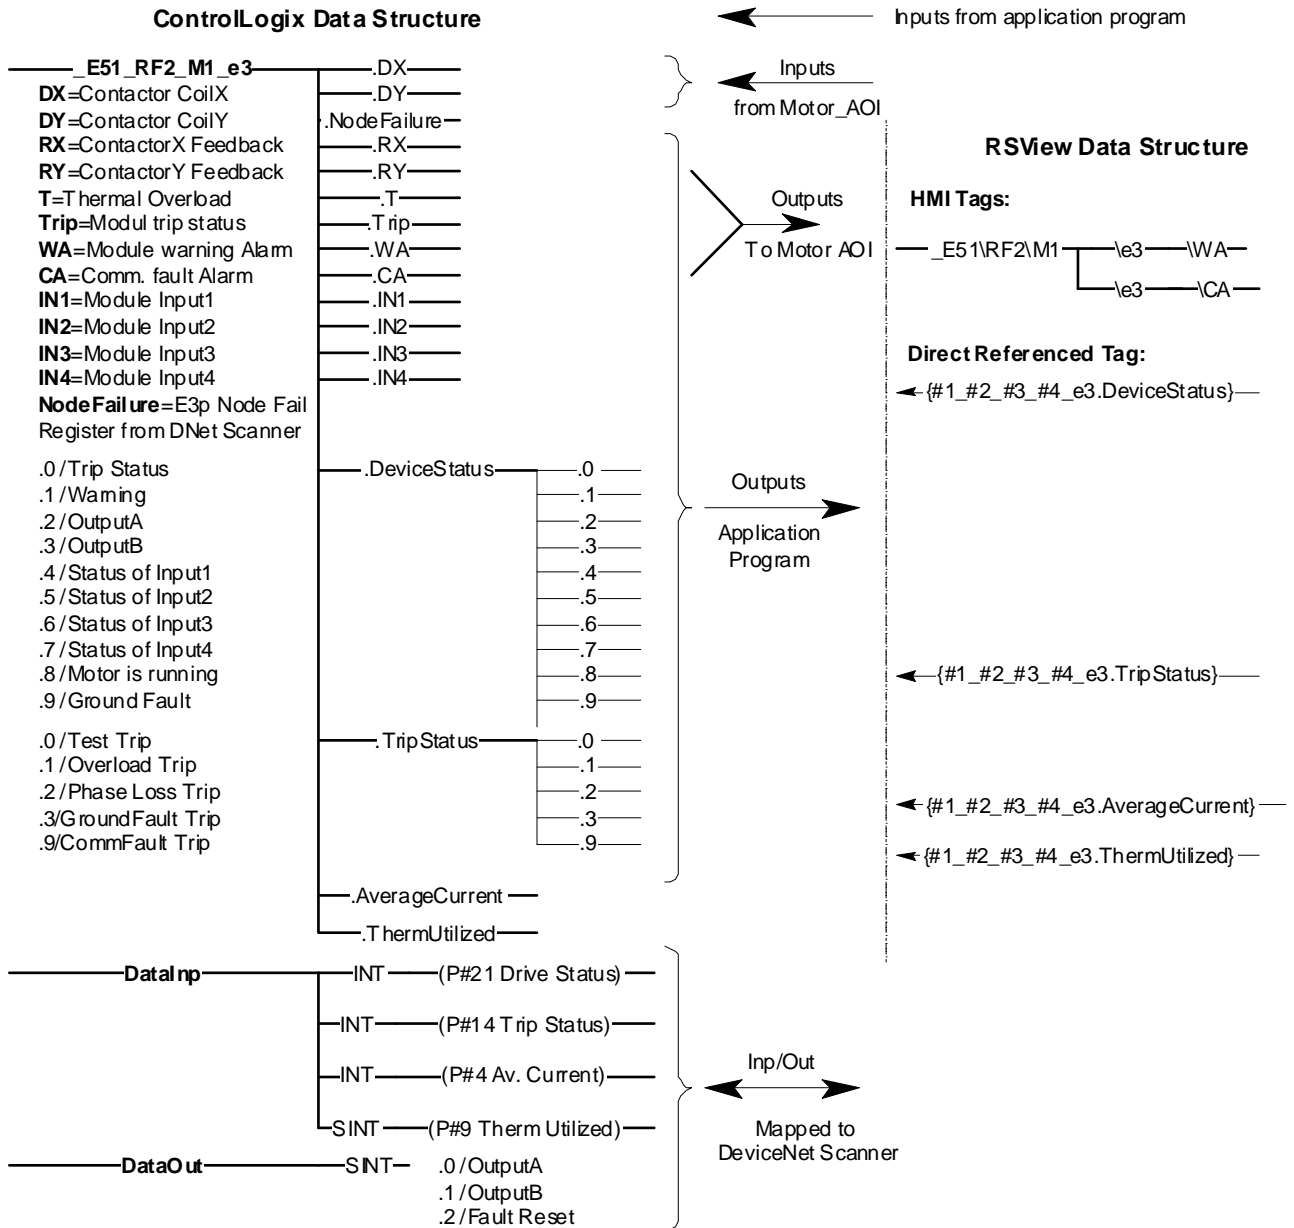 ControlLogix Data Structure
Inputs from application program
_E51_RF2_M1_e3
.DX
DX=Contactor CoilX
.DY
DY=Contactor CoilY
.NodeFailure
RX=ContactorX Feedback
.RX
RY=ContactorY Feedback
.RY
T=Thermal Overload
.T
Trip=Modul trip status
.Trip
WA=Module warning Alarm
.WA
CA=Comm. fault Alarm
.CA
IN1=Module Input1
.IN1
IN2=Module Input2
.IN2
IN3=Module Input3
.IN3
IN4=Module Input4
.IN4
NodeFailure=E3p Node Fail
Register from DNet Scanner
Inputs
from Motor_AOI
Outputs
To Motor AOI
RSView Data Structure
HMI Tags:
_E51\RF2\M1 \e3 \WA
\e3 \CA
Direct Referenced Tag:
{#1_#2_#3_#4_e3.DeviceStatus}
.0/Trip Status
.1/Warning
.2/OutputA
.3/OutputB
.4/Status of Input1
.5/Status of Input2
.6/Status of Input3
.7/Status of Input4
.8/Motor is running
.9/Ground Fault
.DeviceStatus
.0
.1
.2
.3
.4
.5
.6
.7
.8
.9
Outputs
Application
Program
{#1_#2_#3_#4_e3.TripStatus}
.0/Test Trip
.1/Overload Trip
.2/Phase Loss Trip
.3/GroundFault Trip
.9/CommFault Trip
.TripStatus
.0
.1
.2
.3
.9
{#1_#2_#3_#4_e3.AverageCurrent}
{#1_#2_#3_#4_e3.ThermUtilized}
.AverageCurrent
.ThermUtilized
DataInp
INT (P#21 Drive Status)
INT (P#14 Trip Status)
INT (P#4 Av. Current)
SINT (P#9 Therm Utilized)
Inp/Out
Mapped to
DeviceNet Scanner
DataOut
SINT
.0/OutputA
.1/OutputB
.2/Fault Reset